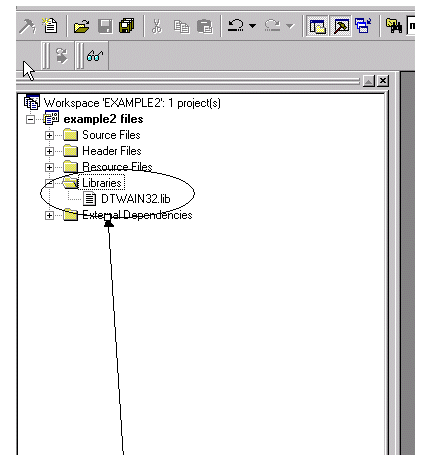 Workspace 'EXAMPLE2': 1 project(s)
example2 files
Source Files
Header Files
Resource Files
Libraries
DTWAIN32.lib
External Dependencies